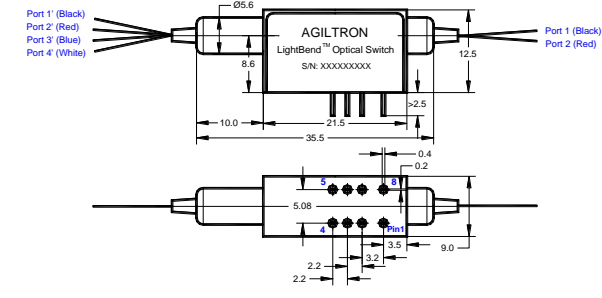 Port 1' (Black)
Port 2' (Red)
Port 3' (Blue)
Port 4' (White)
Ø5.6
AGILTRON
LightBend™ Optical Switch
S/N: XXXXXXXXX
Port 1 (Black)
Port 2 (Red)
8.6
12.5
>2.5
10.0
21.5
35.5
0.4
0.2
5
8
5.08
4
Pin1
3.5
9.0
3.2
2.2
2.2